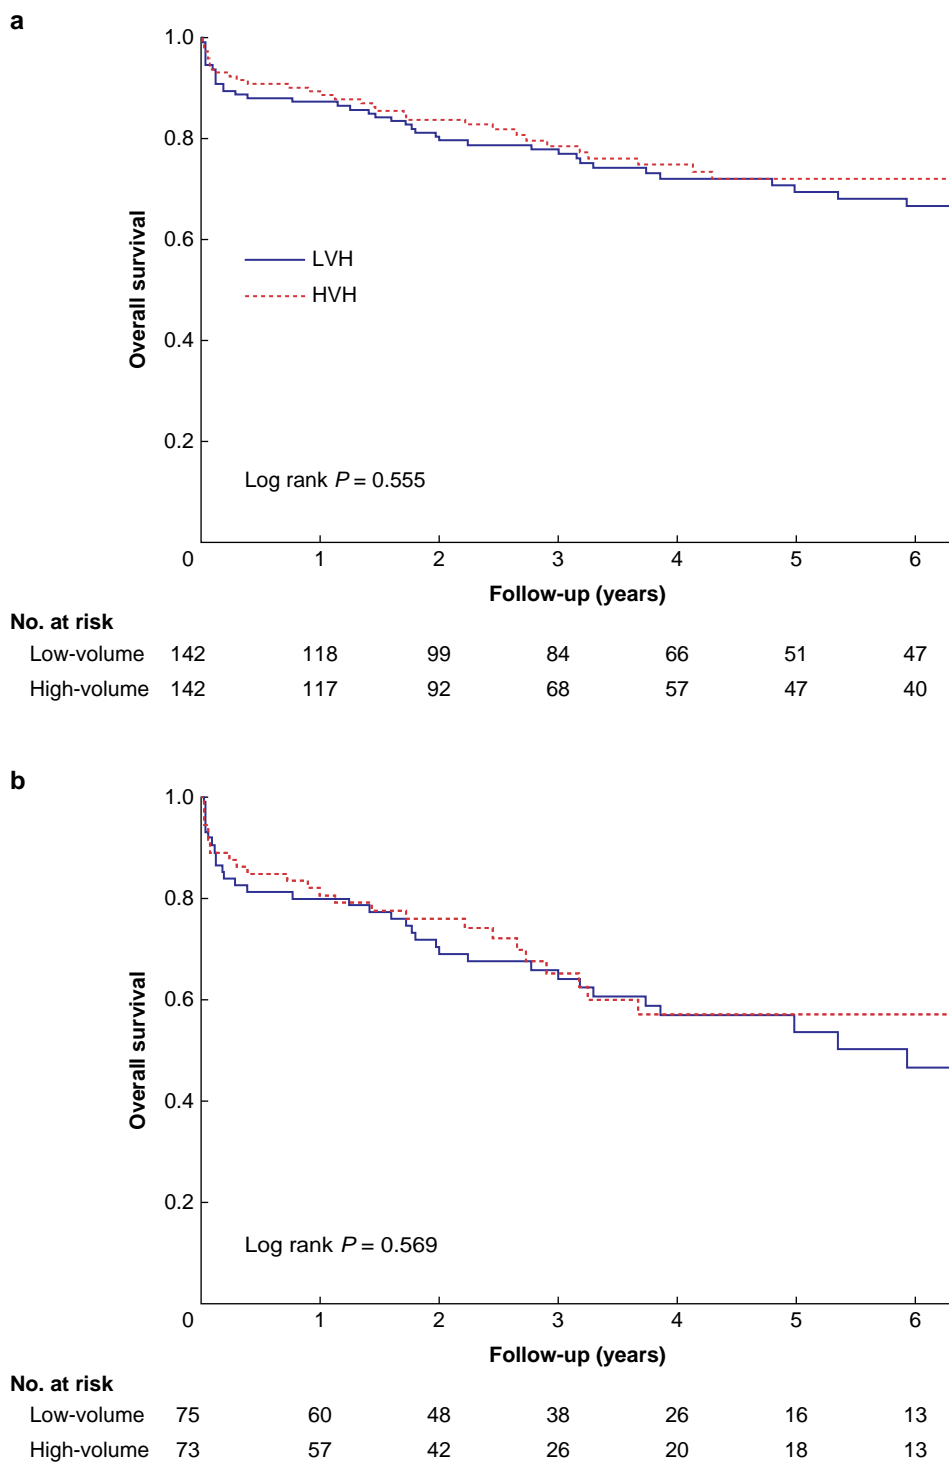 a
1.0
0.8
0.6
0.4
0.2
0
Overall survival
LVH
HVH
Log rank P = 0.555
1 2 3 4 5 6
Follow-up (years)
No. at risk
Low-volume 142 118 99 84 66 51 47
High-volume 142 117 92 68 57 47 40
b
1.0
0.8
0.6
0.4
0.2
0
Overall survival
Log rank P = 0.569
1 2 3 4 5 6
Follow-up (years)
No. at risk
Low-volume 75 60 48 38 26 16 13
High-volume 73 57 42 26 20 18 13